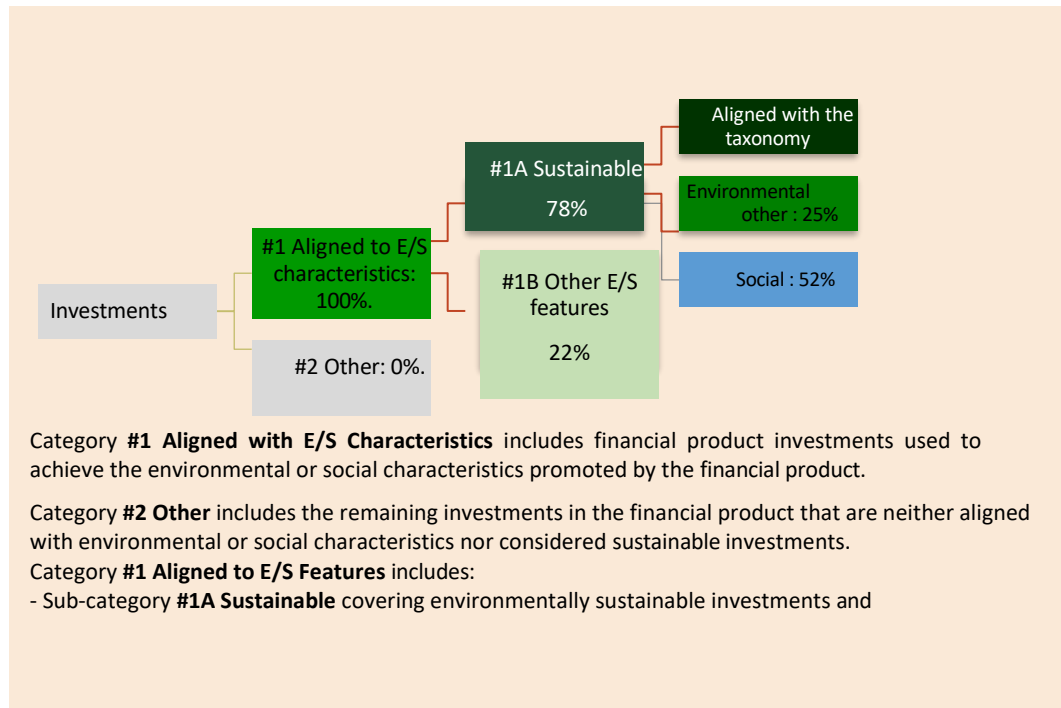 Aligned with the
taxonomy
#1A Sustainable
78%
Environmental
other : 25%
#1 Aligned to E/S
characteristics:
100%.
#1B Other E/S
features
22%
Social : 52%
Investments
#2 Other: 0%.
Category #1 Aligned with E/S Characteristics includes financial product investments used to
achieve the environmental or social characteristics promoted by the financial product.
Category #2 Other includes the remaining investments in the financial product that are neither aligned
with environmental or social characteristics nor considered sustainable investments.
Category #1 Aligned to E/S Features includes:
- Sub-category #1A Sustainable covering environmentally sustainable investments and